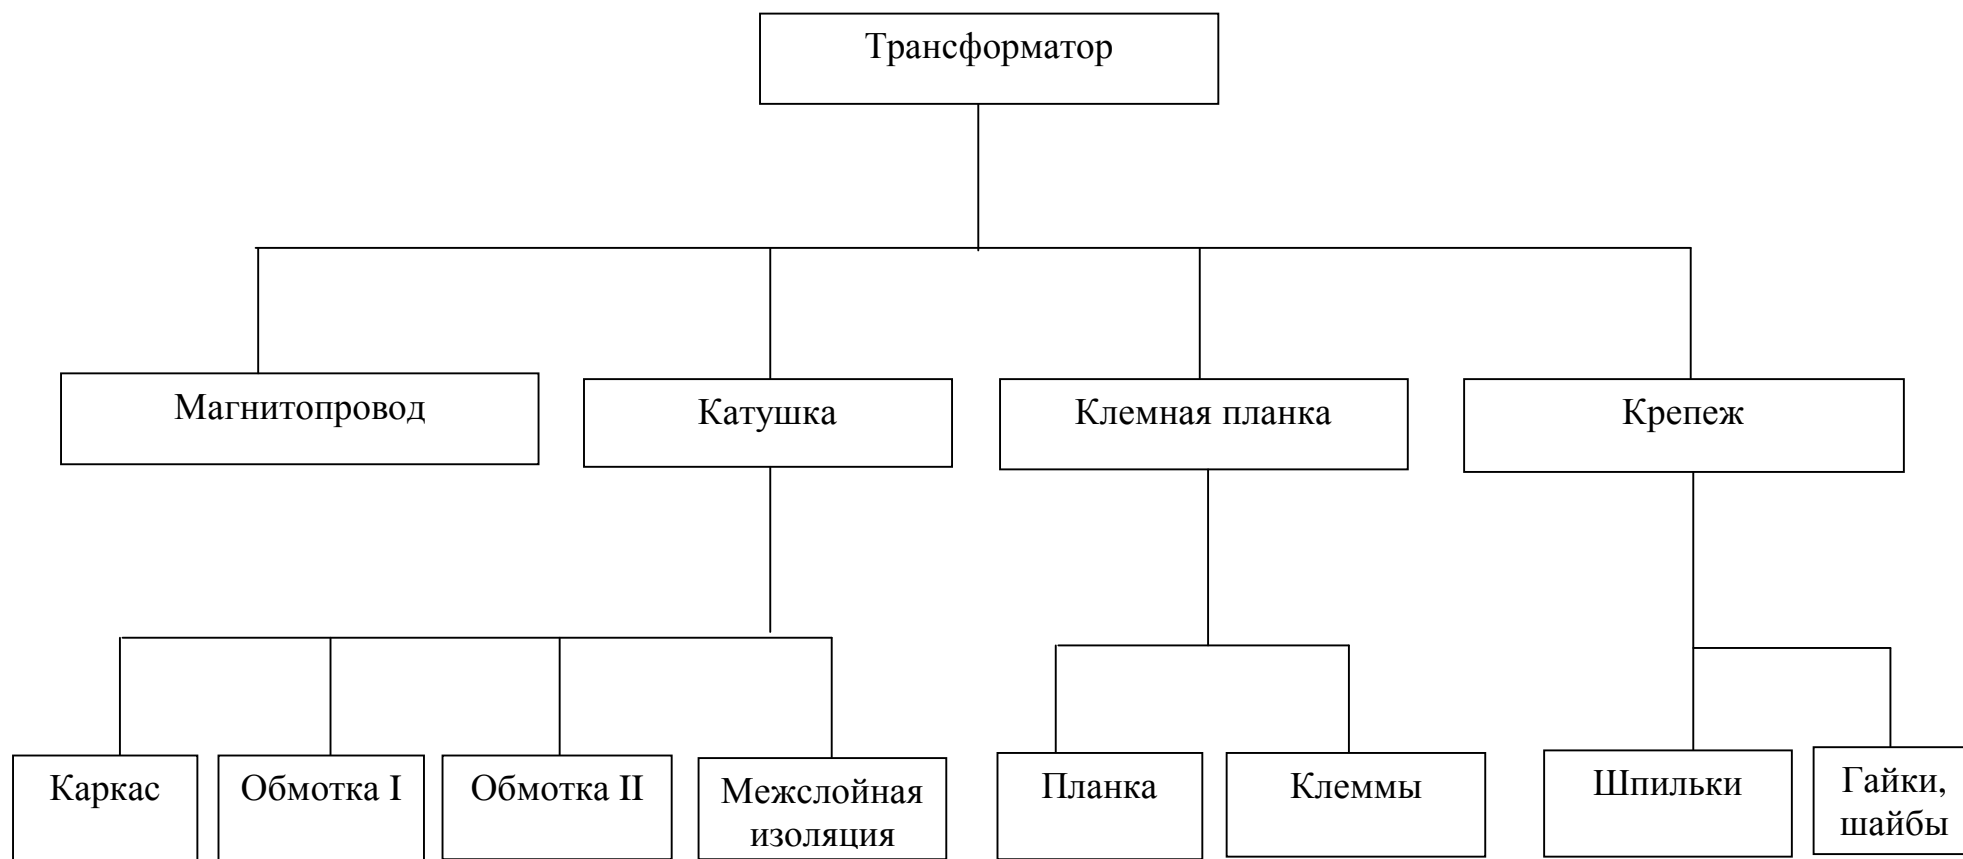 Трансформатор
Магнитопровод
Катушка
Клемная планка
Крепеж
Каркас
Обмотка I
Обмотка II
Межслойная
изоляция
Планка
Клеммы
Шпильки
Гайки,
шайбы